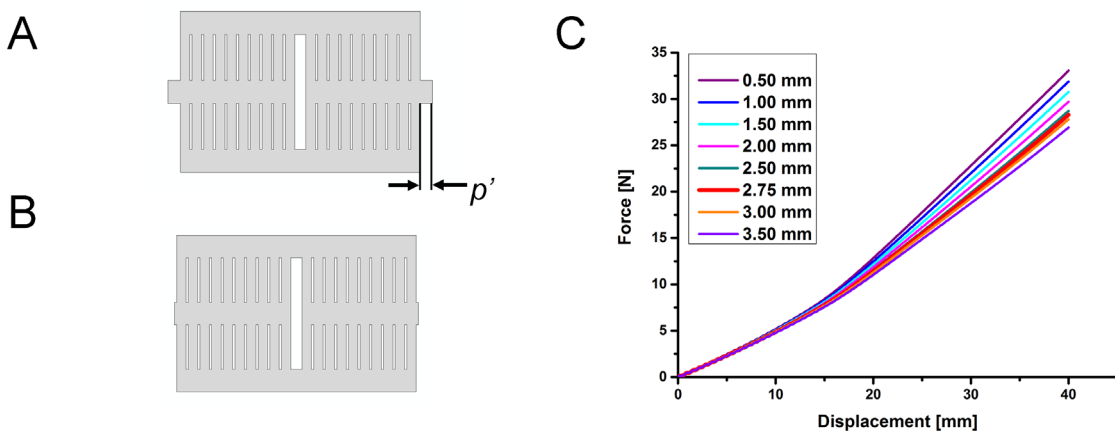 A
p'
B
C
Force [N]
35
30
25
20
15
10
5
0
0.50 mm
1.00 mm
1.50 mm
2.00 mm
2.50 mm
2.75 mm
3.00 mm
3.50 mm
0 10 20 30 40
Displacement [mm]